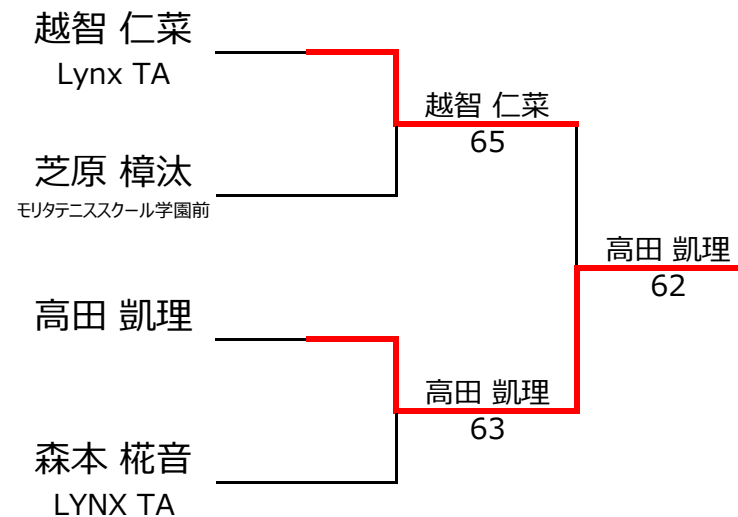 越智 仁菜
Lynx TA
越智 仁菜
65
芝原 樟汰
モリタテニススクール学園前
高田 凱理
62
高田 凱理
高田 凱理
63
森本 椛音
LYNX TA